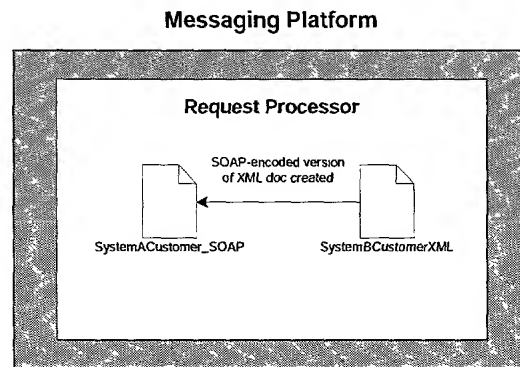 Messaging Platform
Request Processor
SOAP-encoded version
of XML doc created
SystemACustomer_SOAP
SystemBCustomerXML